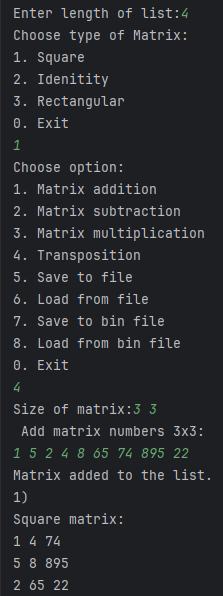 Enter length of list:4
Choose type of Matrix:
1. Square
2. Idenitity
3. Rectangular
0. Exit
1
Choose option:
1. Matrix addition
2. Matrix subtraction
3. Matrix multiplication
4. Transposition
5. Save to file
6. Load from file
7. Save to bin file
8. Load from bin file
0. Exit
4
Size of matrix:3 3
 Add matrix numbers 3x3:
1 5 2 4 8 65 74 895 22
Matrix added to the list.
1)
Square matrix:
1 4 74
5 8 895
2 65 22